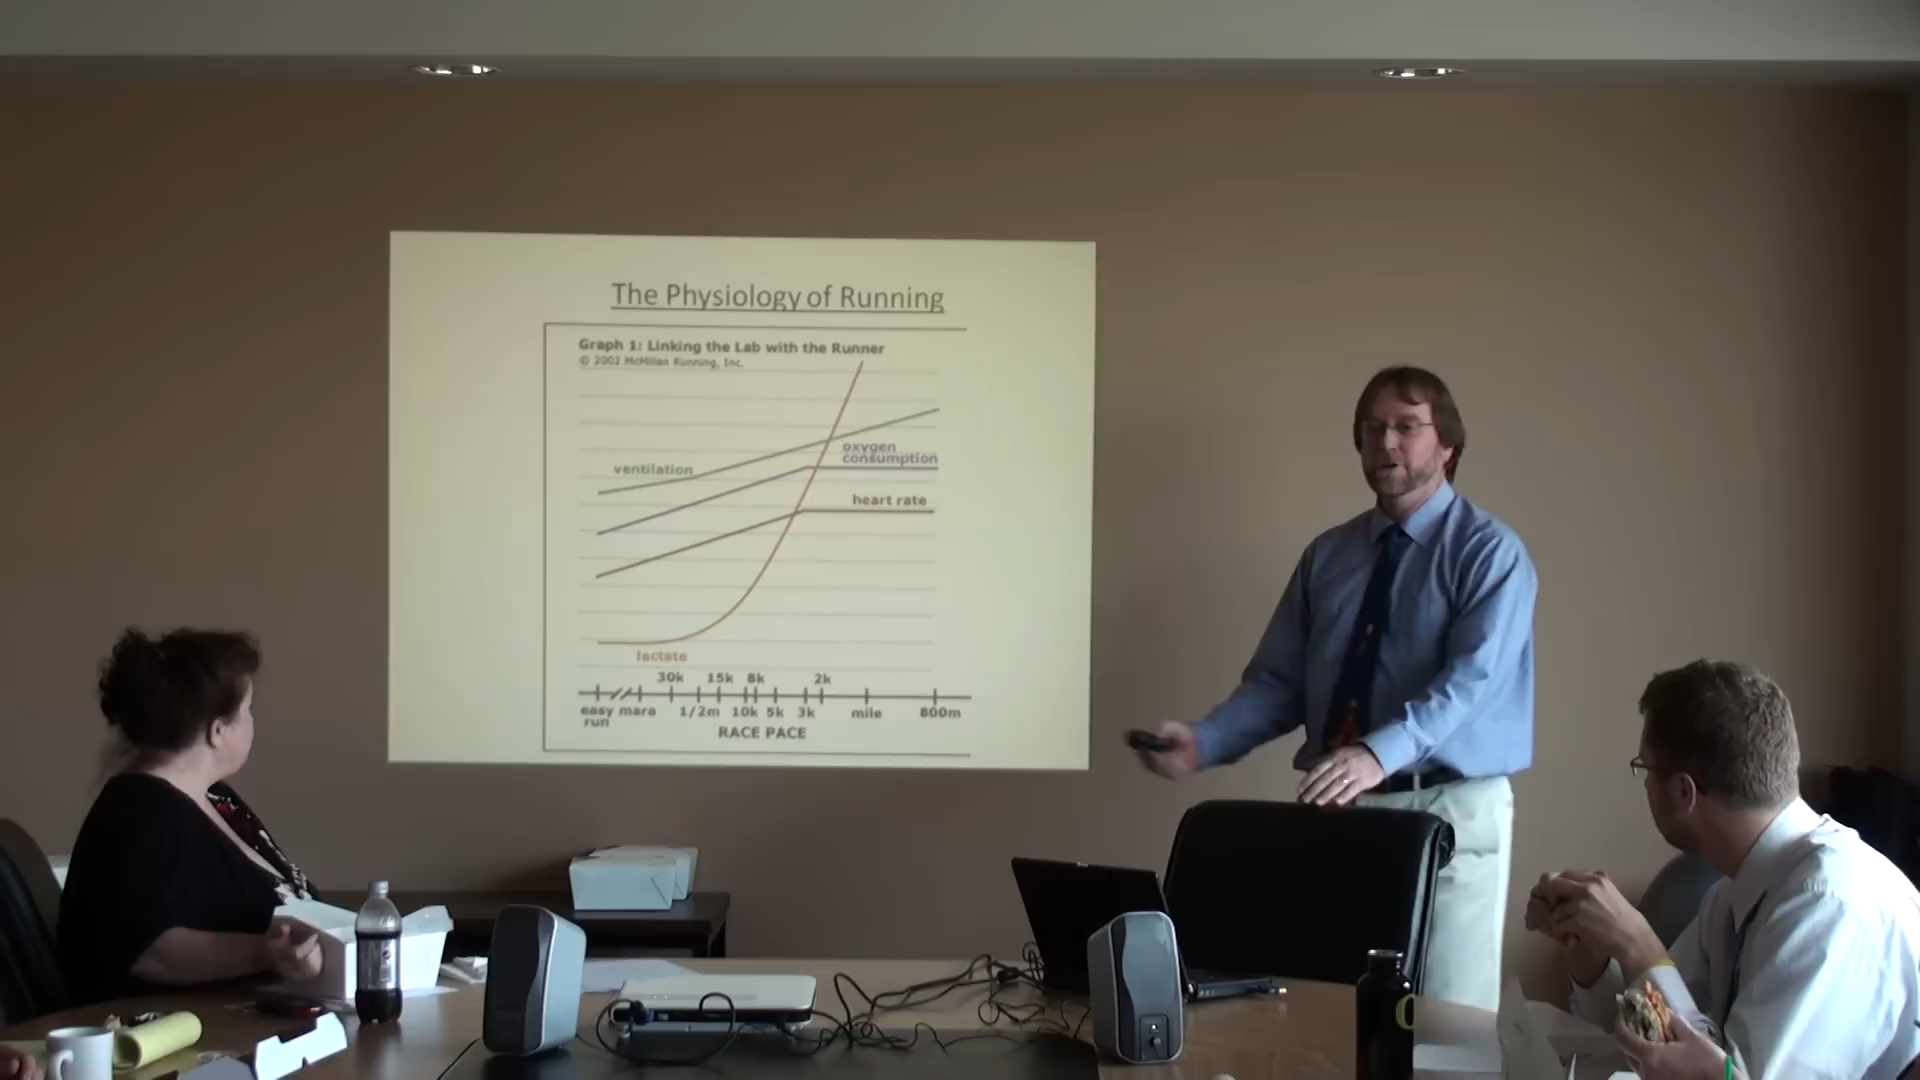 The Physiology of Running
Graph 1: Linking the Lab with the Runner
© 2002 McMillan Running, Inc.
oxygen
consumption
ventilation
heart rate
lactate
30k 15k 8k 2k
easy mara 1/2m 10k 5k 3k mile 800m
run
RACE PACE
O